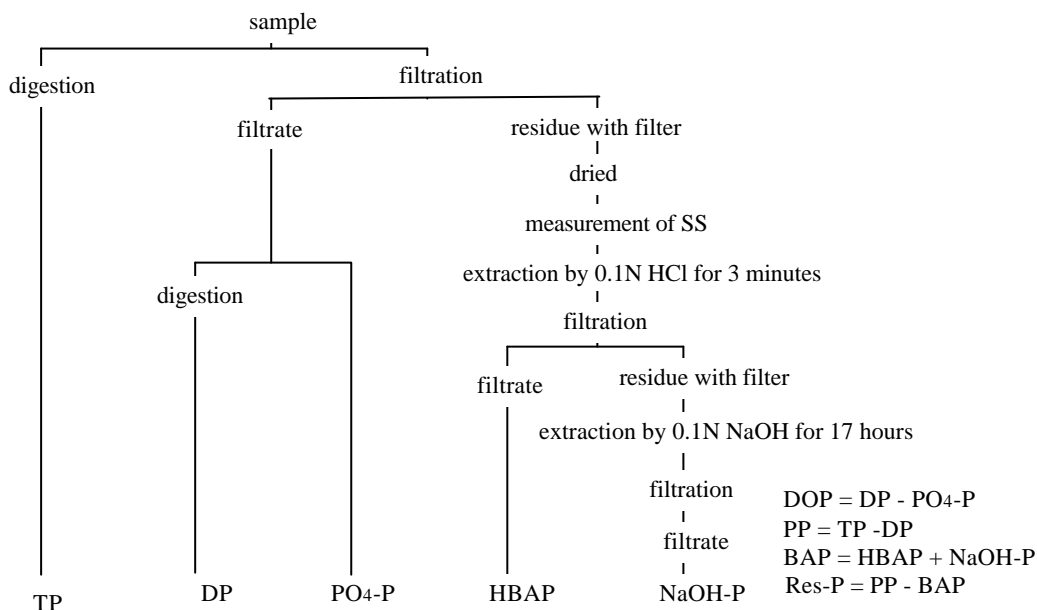 sample
digestion
filtration
filtrate
residue with filter
dried
measurement of SS
extraction by 0.1N HCl for 3 minutes
digestion
filtration
filtrate
residue with filter
extraction by 0.1N NaOH for 17 hours
filtration
filtrate
DOP = DP - PO4-P
PP = TP -DP
BAP = HBAP + NaOH-P
Res-P = PP - BAP
TP
DP
PO4-P
HBAP
NaOH-P